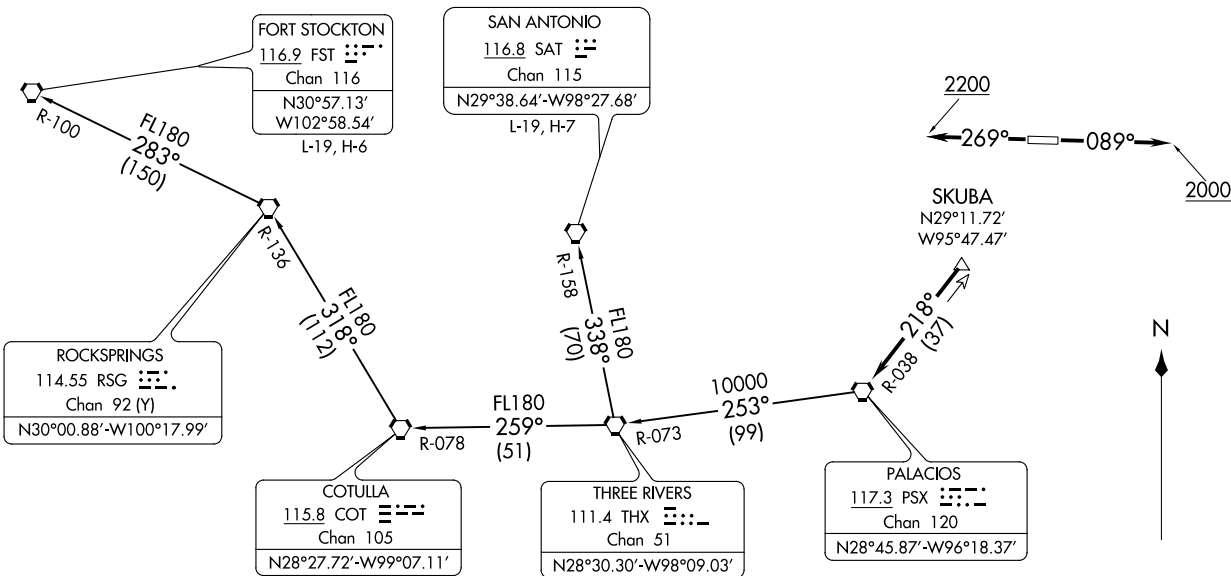 FORT STOCKTON
116.9 FST
Chan 116
N30°57.13'
W102°58.54'
L-19, H-6
SAN ANTONIO
116.8 SAT
Chan 115
N29°38.64'-W98°27.68'
L-19, H-7
2200
269°
089°
2000
SKUBA
N29°11.72'
W95°47.47'
R-100
FL180
283°
(150)
R-136
FL180
318°
(112)
R-158
FL180
338°
(70)
218°
(37)
R-038
N
ROCKSPRINGS
114.55 RSG
Chan 92 (Y)
N30°00.88'-W100°17.99'
FL180
259°
(51)
R-078
10000
253°
(99)
R-073
COTULLA
115.8 COT
Chan 105
N28°27.72'-W99°07.11'
THREE RIVERS
111.4 THX
Chan 51
N28°30.30'-W98°09.03'
PALACIOS
117.3 PSX
Chan 120
N28°45.87'-W96°18.37'